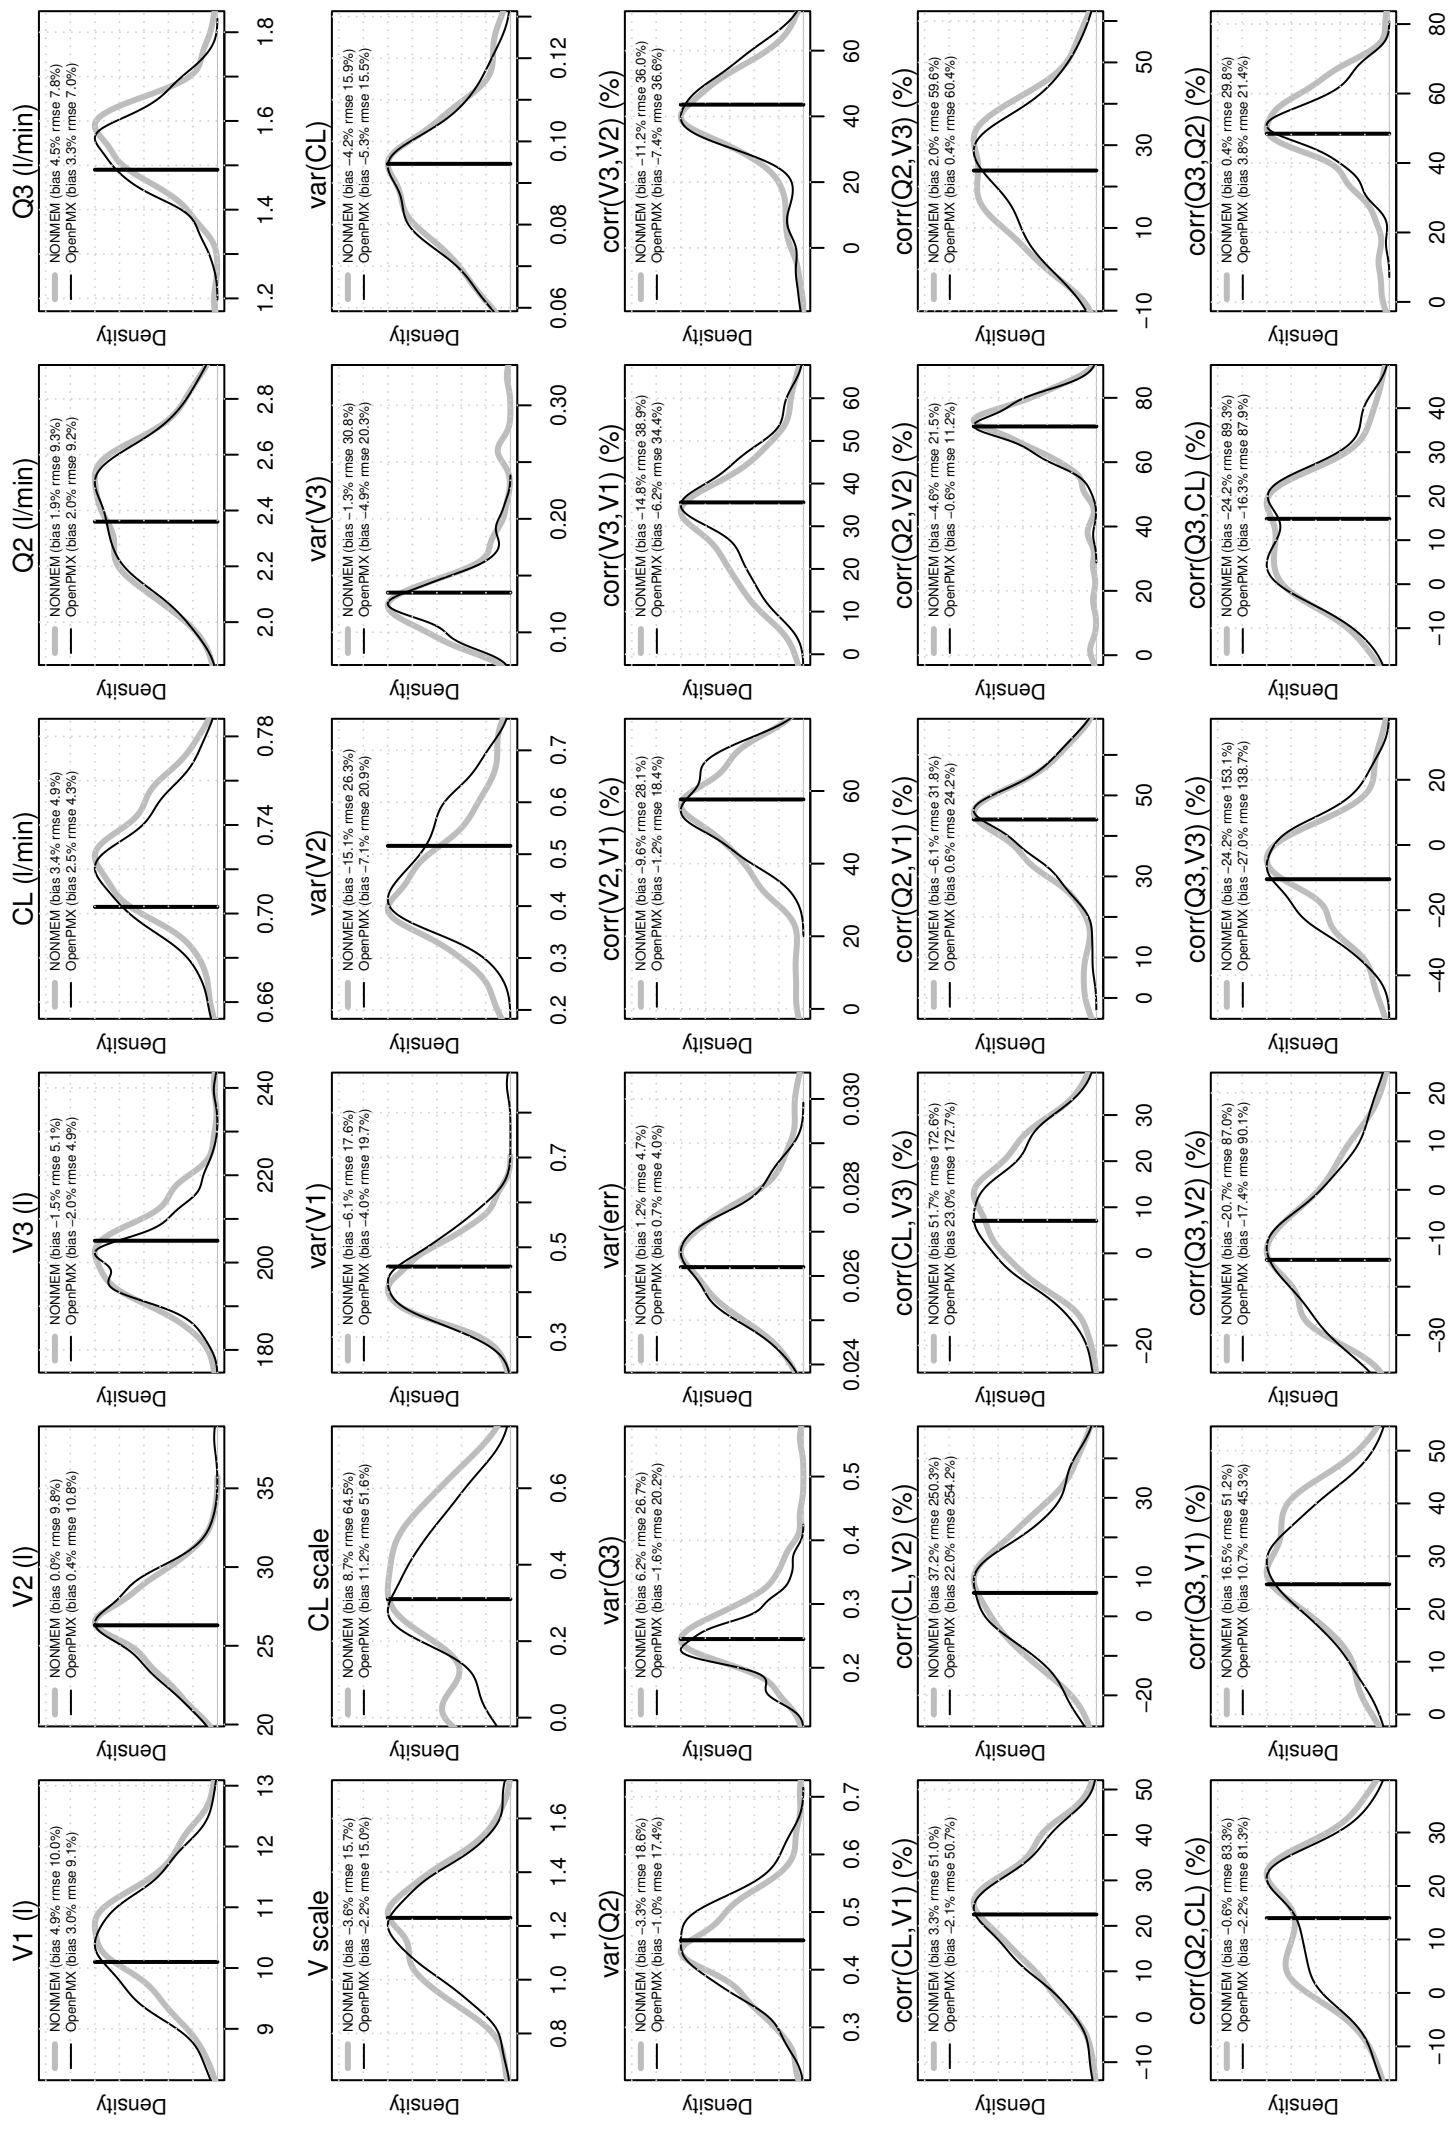 V1 (l)
NONMEM (bias 4.9% rmse 10.0%)
OpenPMX (bias 3.0% rmse 9.1%)
Density
9 10 11 12 13
V2 (l)
NONMEM (bias 0.0% rmse 9.8%)
OpenPMX (bias 0.4% rmse 10.8%)
Density
20 25 30 35
V3 (l)
NONMEM (bias −1.5% rmse 5.1%)
OpenPMX (bias −2.0% rmse 4.9%)
Density
180 200 220 240
CL (l/min)
NONMEM (bias 3.4% rmse 4.9%)
OpenPMX (bias 2.5% rmse 4.3%)
Density
0.66 0.70 0.74 0.78
Q2 (l/min)
NONMEM (bias 1.9% rmse 9.3%)
OpenPMX (bias 2.0% rmse 9.2%)
Density
2.0 2.2 2.4 2.6 2.8
Q3 (l/min)
NONMEM (bias 4.5% rmse 7.8%)
OpenPMX (bias 3.3% rmse 7.0%)
Density
1.2 1.4 1.6 1.8
V scale
NONMEM (bias −3.6% rmse 15.7%)
OpenPMX (bias −2.2% rmse 15.0%)
Density
0.8 1.0 1.2 1.4 1.6
CL scale
NONMEM (bias 8.7% rmse 64.5%)
OpenPMX (bias 11.2% rmse 51.6%)
Density
0.0 0.2 0.4 0.6
var(V1)
NONMEM (bias −6.1% rmse 17.6%)
OpenPMX (bias −4.0% rmse 19.7%)
Density
0.3 0.5 0.7
var(V2)
NONMEM (bias −15.1% rmse 26.3%)
OpenPMX (bias −7.1% rmse 20.9%)
Density
0.2 0.3 0.4 0.5 0.6 0.7
var(V3)
NONMEM (bias −1.3% rmse 30.8%)
OpenPMX (bias −4.9% rmse 20.3%)
Density
0.10 0.20 0.30
var(CL)
NONMEM (bias −4.2% rmse 15.9%)
OpenPMX (bias −5.3% rmse 15.5%)
Density
0.06 0.08 0.10 0.12
var(Q2)
NONMEM (bias −3.3% rmse 18.6%)
OpenPMX (bias −1.0% rmse 17.4%)
Density
0.3 0.4 0.5 0.6 0.7
var(Q3)
NONMEM (bias 6.2% rmse 26.7%)
OpenPMX (bias −1.6% rmse 20.2%)
Density
0.2 0.3 0.4 0.5
var(err)
NONMEM (bias 1.2% rmse 4.7%)
OpenPMX (bias 0.7% rmse 4.0%)
Density
0.024 0.026 0.028 0.030
corr(V2,V1) (%)
NONMEM (bias −9.6% rmse 28.1%)
OpenPMX (bias −1.2% rmse 18.4%)
Density
0 20 40 60
corr(V3,V1) (%)
NONMEM (bias −14.8% rmse 38.9%)
OpenPMX (bias −6.2% rmse 34.4%)
Density
0 10 20 30 40 50 60
corr(V3,V2) (%)
NONMEM (bias −11.2% rmse 36.0%)
OpenPMX (bias −7.4% rmse 36.6%)
Density
0 20 40 60
corr(CL,V1) (%)
NONMEM (bias 3.3% rmse 51.0%)
OpenPMX (bias −2.1% rmse 50.7%)
Density
−10 0 10 20 30 40 50
corr(CL,V2) (%)
NONMEM (bias 37.2% rmse 250.3%)
OpenPMX (bias 22.0% rmse 254.2%)
Density
−20 0 10 30
corr(CL,V3) (%)
NONMEM (bias 51.7% rmse 172.6%)
OpenPMX (bias 23.0% rmse 172.7%)
Density
−20 0 10 20 30
corr(Q2,V1) (%)
NONMEM (bias −6.1% rmse 31.8%)
OpenPMX (bias 0.6% rmse 24.2%)
Density
0 10 30 50
corr(Q2,V2) (%)
NONMEM (bias −4.6% rmse 21.5%)
OpenPMX (bias −0.6% rmse 11.2%)
Density
0 20 40 60 80
corr(Q2,V3) (%)
NONMEM (bias 2.0% rmse 59.6%)
OpenPMX (bias 0.4% rmse 60.4%)
Density
−10 10 30 50
corr(Q2,CL) (%)
NONMEM (bias −0.6% rmse 83.3%)
OpenPMX (bias −2.2% rmse 81.3%)
Density
−10 0 10 20 30
corr(Q3,V1) (%)
NONMEM (bias 16.5% rmse 51.2%)
OpenPMX (bias 10.7% rmse 45.3%)
Density
0 10 20 30 40 50
corr(Q3,V2) (%)
NONMEM (bias −20.7% rmse 87.0%)
OpenPMX (bias −17.4% rmse 90.1%)
Density
−30 −10 0 10 20
corr(Q3,V3) (%)
NONMEM (bias −24.2% rmse 153.1%)
OpenPMX (bias −27.0% rmse 138.7%)
Density
−40 −20 0 20
corr(Q3,CL) (%)
NONMEM (bias −24.2% rmse 89.3%)
OpenPMX (bias −16.3% rmse 87.9%)
Density
−10 0 10 20 30 40
corr(Q3,Q2) (%)
NONMEM (bias 0.4% rmse 29.8%)
OpenPMX (bias 3.8% rmse 21.4%)
Density
0 20 40 60 80